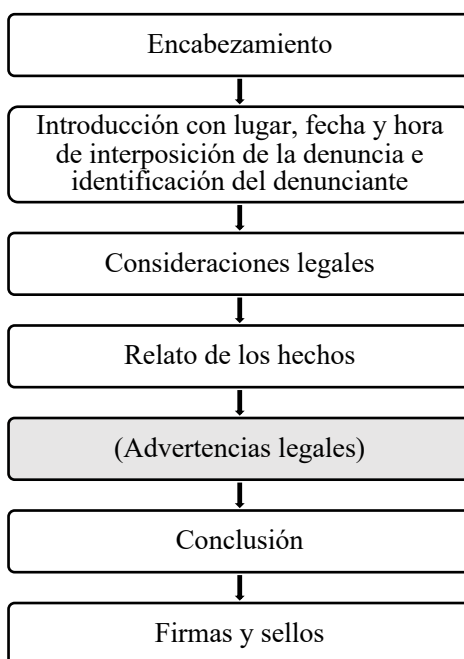 Encabezamiento
Introducción con lugar, fecha y hora
de interposición de la denuncia e
identificación del denunciante
Consideraciones legales
Relato de los hechos
(Advertencias legales)
Conclusión
Firmas y sellos